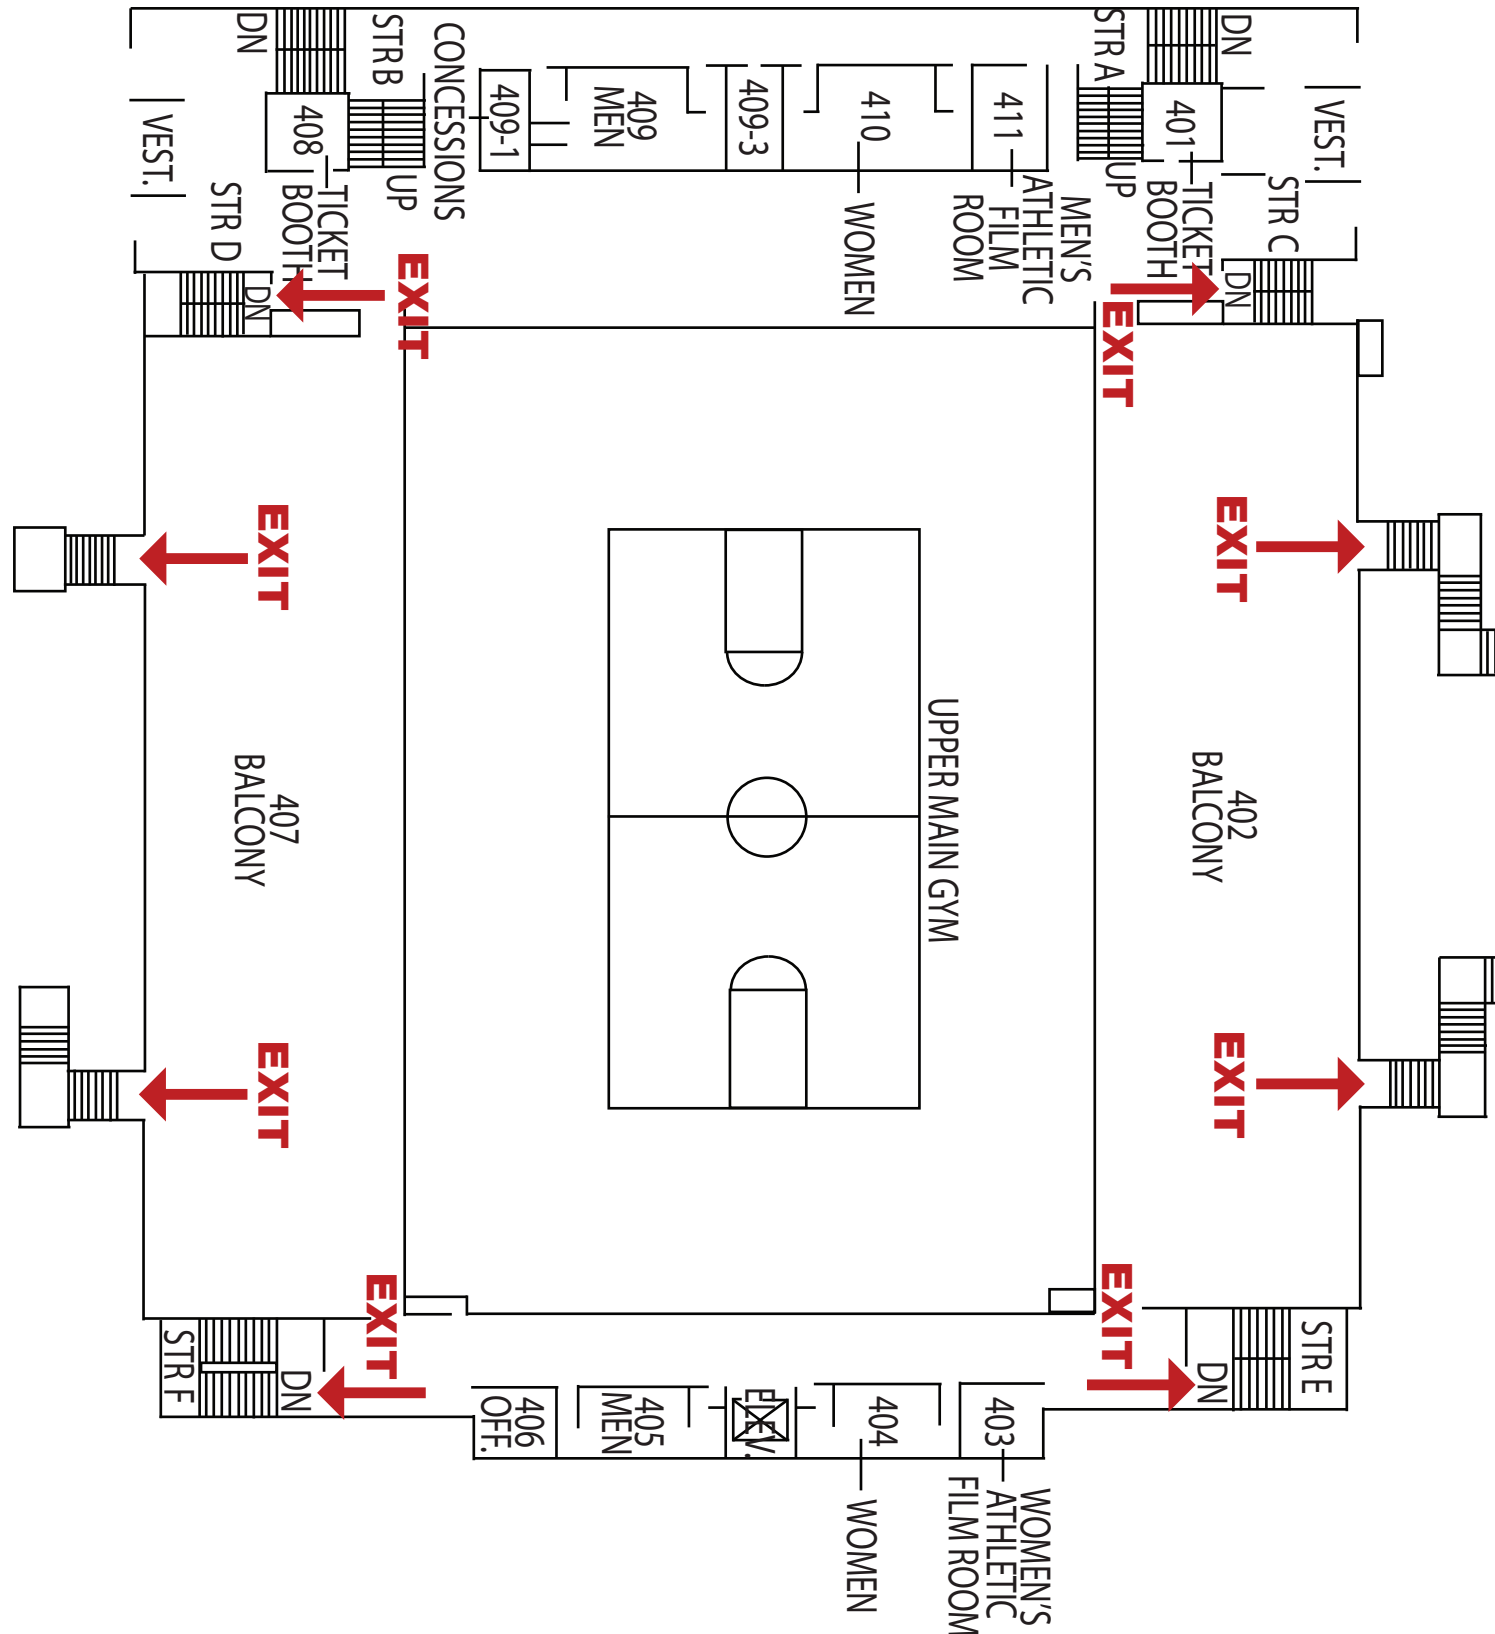 DN
STR B
CONCESSIONS
STR A
DN
VEST.
408
409-1
409
MEN
409-3
410
411
401
VEST.
UP
UP
STR D
TICKET
BOOTH
WOMEN
MEN'S
ATHLETIC
FILM
ROOM
TICKET
BOOTH
STR C
DN
EXIT
EXIT
DN
EXIT
EXIT
UPPER MAIN GYM
407
BALCONY
402
BALCONY
EXIT
EXIT
EXIT
EXIT
STR F
DN
DN
STR E
406
OFF.
405
MEN
ELEV.
404
403
WOMEN
WOMEN'S
ATHLETIC
FILM ROOM